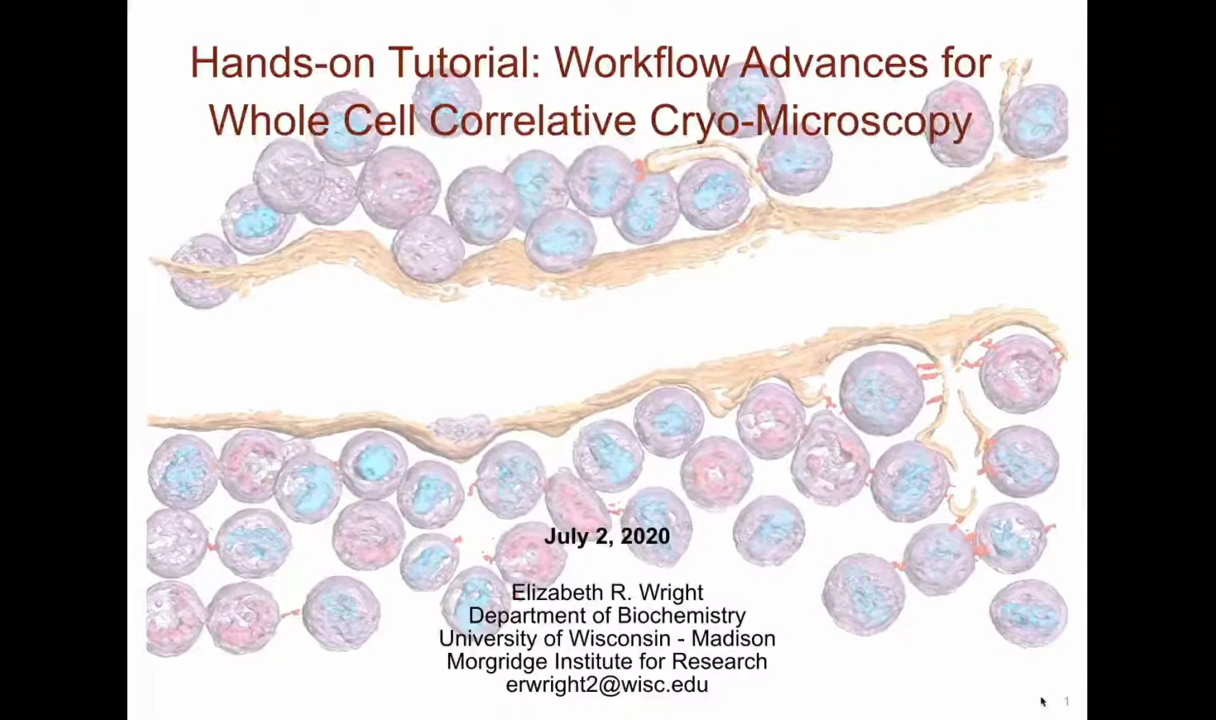 Hands-on Tutorial: Workflow Advances for
Whole Cell Correlative Cryo-Microscopy
July 2, 2020
Elizabeth R. Wright
Department of Biochemistry
University of Wisconsin - Madison
Morgridge Institute for Research
erwright2@wisc.edu
1